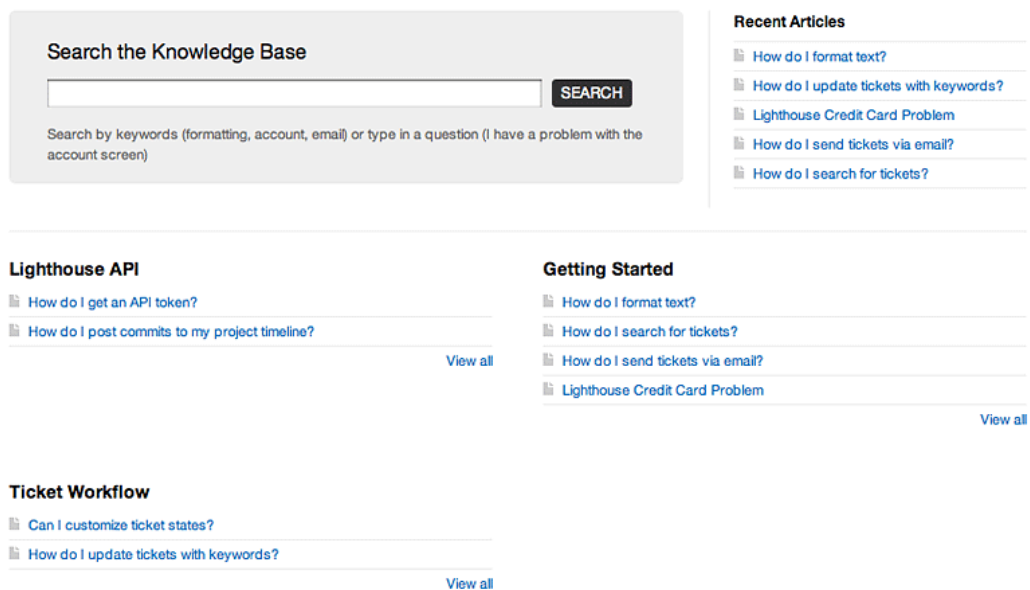 Search the Knowledge Base
SEARCH
Search by keywords (formatting, account, email) or type in a question (I have a problem with the
account screen)
Recent Articles
How do I format text?
How do I update tickets with keywords?
Lighthouse Credit Card Problem
How do I send tickets via email?
How do I search for tickets?
Lighthouse API
How do I get an API token?
How do I post commits to my project timeline?
View all
Getting Started
How do I format text?
How do I search for tickets?
How do I send tickets via email?
Lighthouse Credit Card Problem
View all
Ticket Workflow
Can I customize ticket states?
How do I update tickets with keywords?
View all